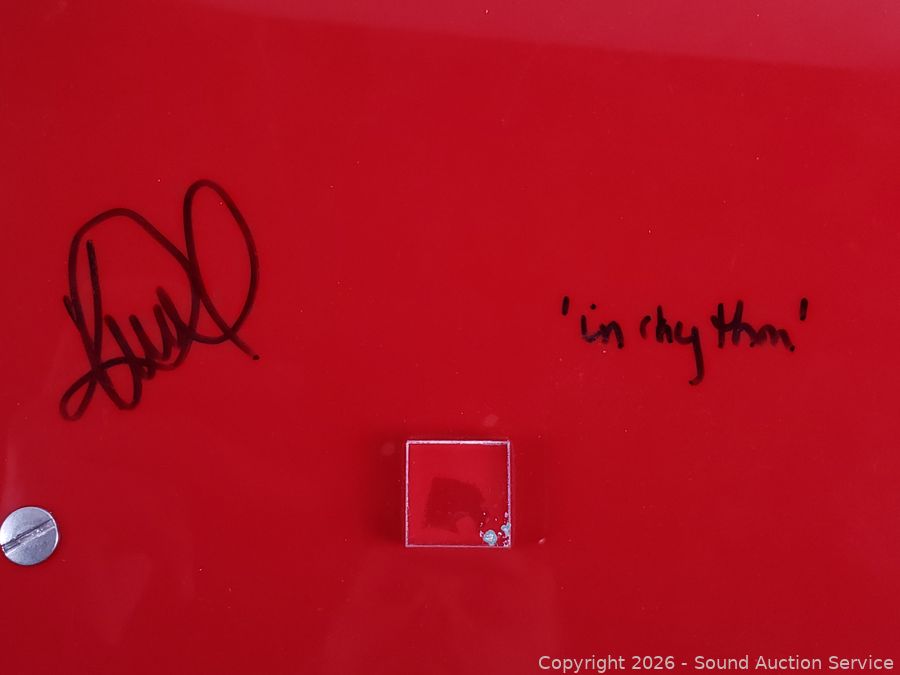 'in rhythm'
Copyright 2026 - Sound Auction Service